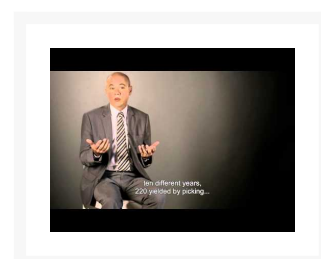 ten different years,
220 yielded by picking...